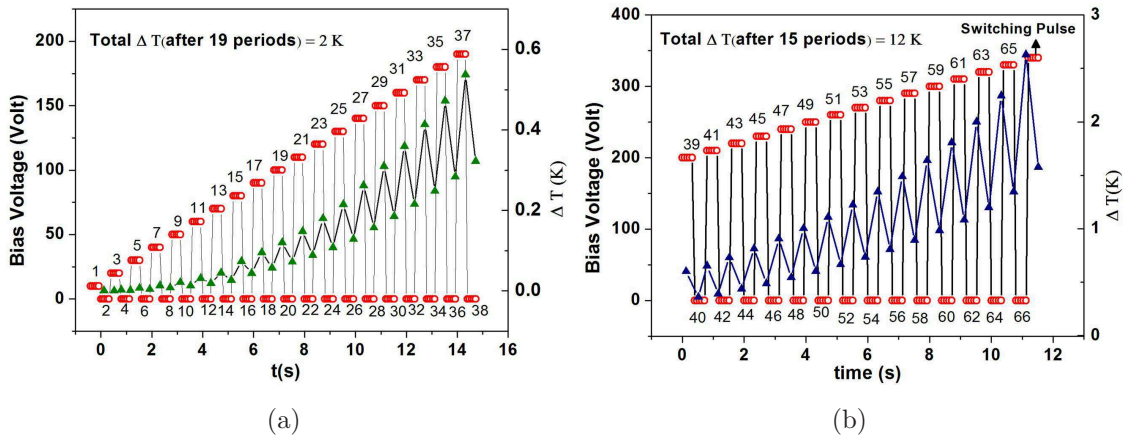 Total Δ T(after 19 periods) = 2 K
Bias Voltage (Volt)
200
150
100
50
0
1 3 5 7 9 11 13 15 17 19 21 23 25 27 29 31 33 35 37
2 4 6 8 10 12 14 16 18 20 22 24 26 28 30 32 34 36 38
0.6
0.4
0.2
0.0
Δ T (K)
0 2 4 6 8 10 12 14 16
t(s)
(a)
Total Δ T(after 15 periods) = 12 K
Switching Pulse
Bias Voltage (Volt)
400
300
200
100
0
39 41 43 45 47 49 51 53 55 57 59 61 63 65
40 42 44 46 48 50 52 54 56 58 60 62 64 66
3
2
1
0
Δ T(K)
0 2 4 6 8 10 12
time (s)
(b)